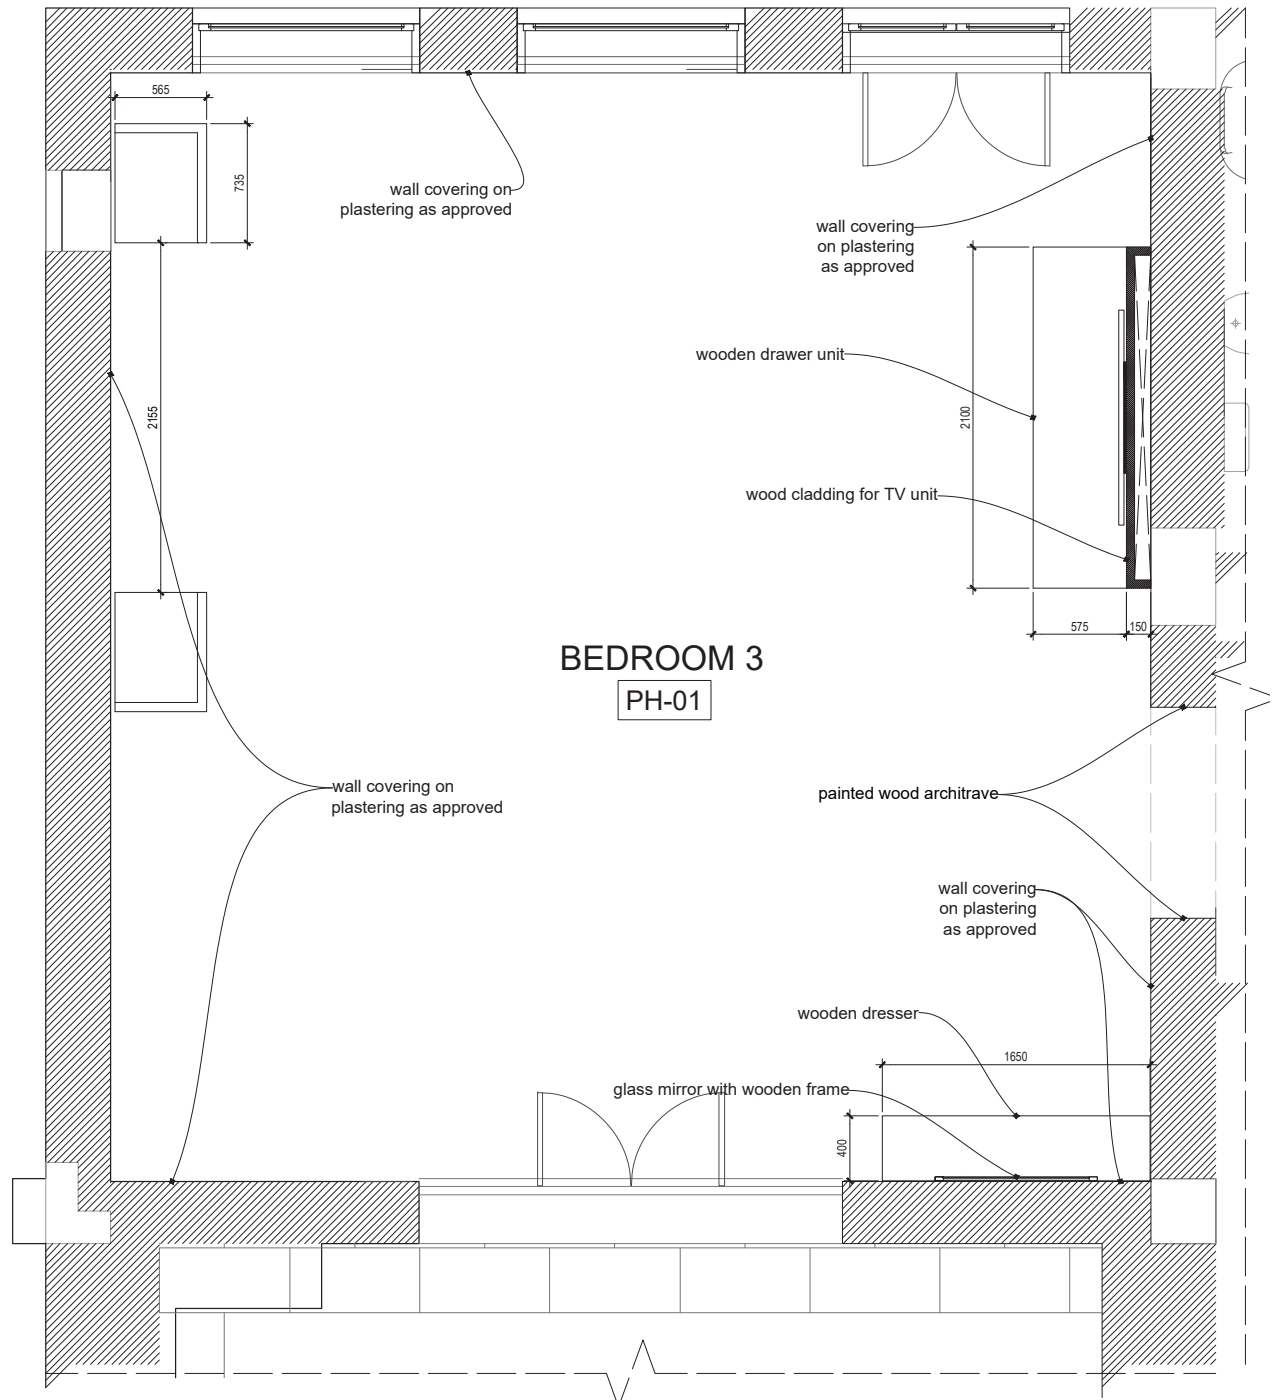 565
735
wall covering on
plastering as approved
wall covering
on plastering
as approved
wooden drawer unit
2155
2100
wood cladding for TV unit
575
150
BEDROOM 3
PH-01
wall covering on
plastering as approved
painted wood architrave
wall covering
on plastering
as approved
wooden dresser
1650
glass mirror with wooden frame
400